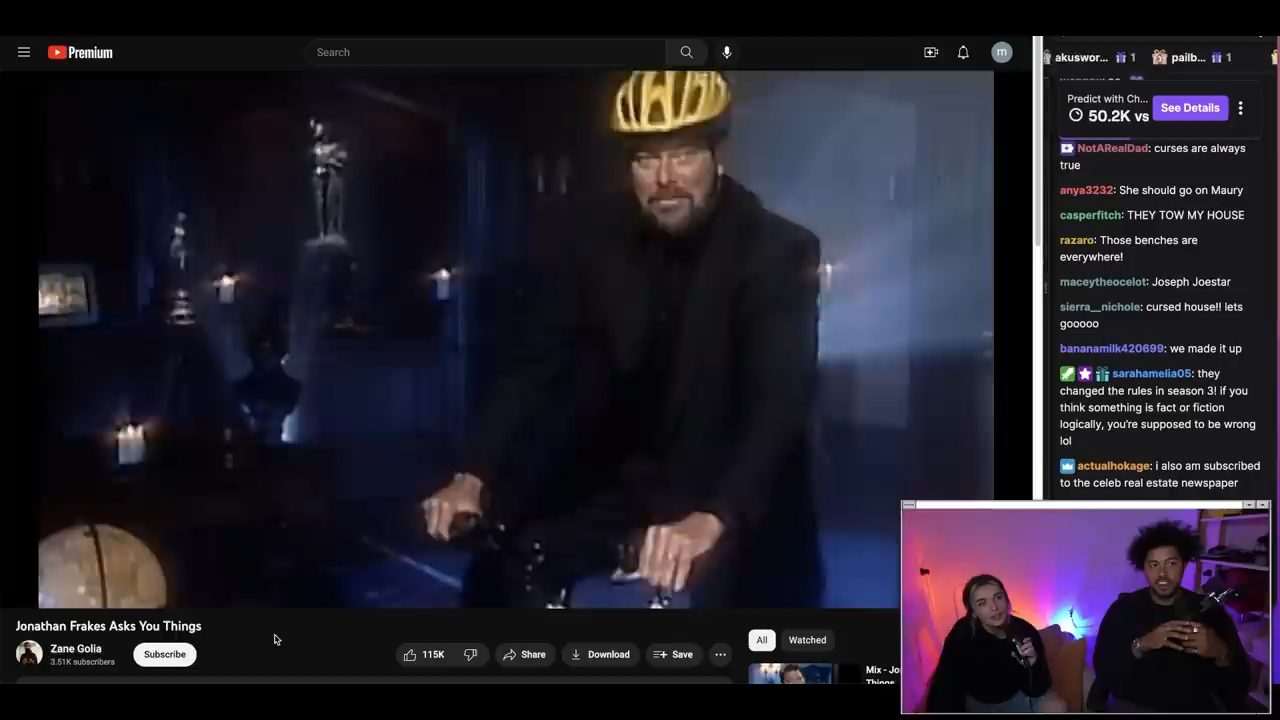 Premium
Search
akuswor... 1 pailb... 1
Predict with Ch...
50.2K vs
See Details
NotARealDad: curses are always
true
anya3232: She should go on Maury
casperfitch: THEY TOW MY HOUSE
razaro: Those benches are
everywhere!
maceytheocelot: Joseph Joestar
sierra__nichole: cursed house!! lets
gooooo
bananamilk420699: we made it up
sarahamelia05: they
changed the rules in season 3! if you
think something is fact or fiction
logically, you're supposed to be wrong
lol
actualhokage: i also am subscribed
to the celeb real estate newspaper
Jonathan Frakes Asks You Things
Zane Golia
3.51K subscribers
Subscribe
115K
Share
Download
Save
All
Watched
Mix - Jo
Things
m